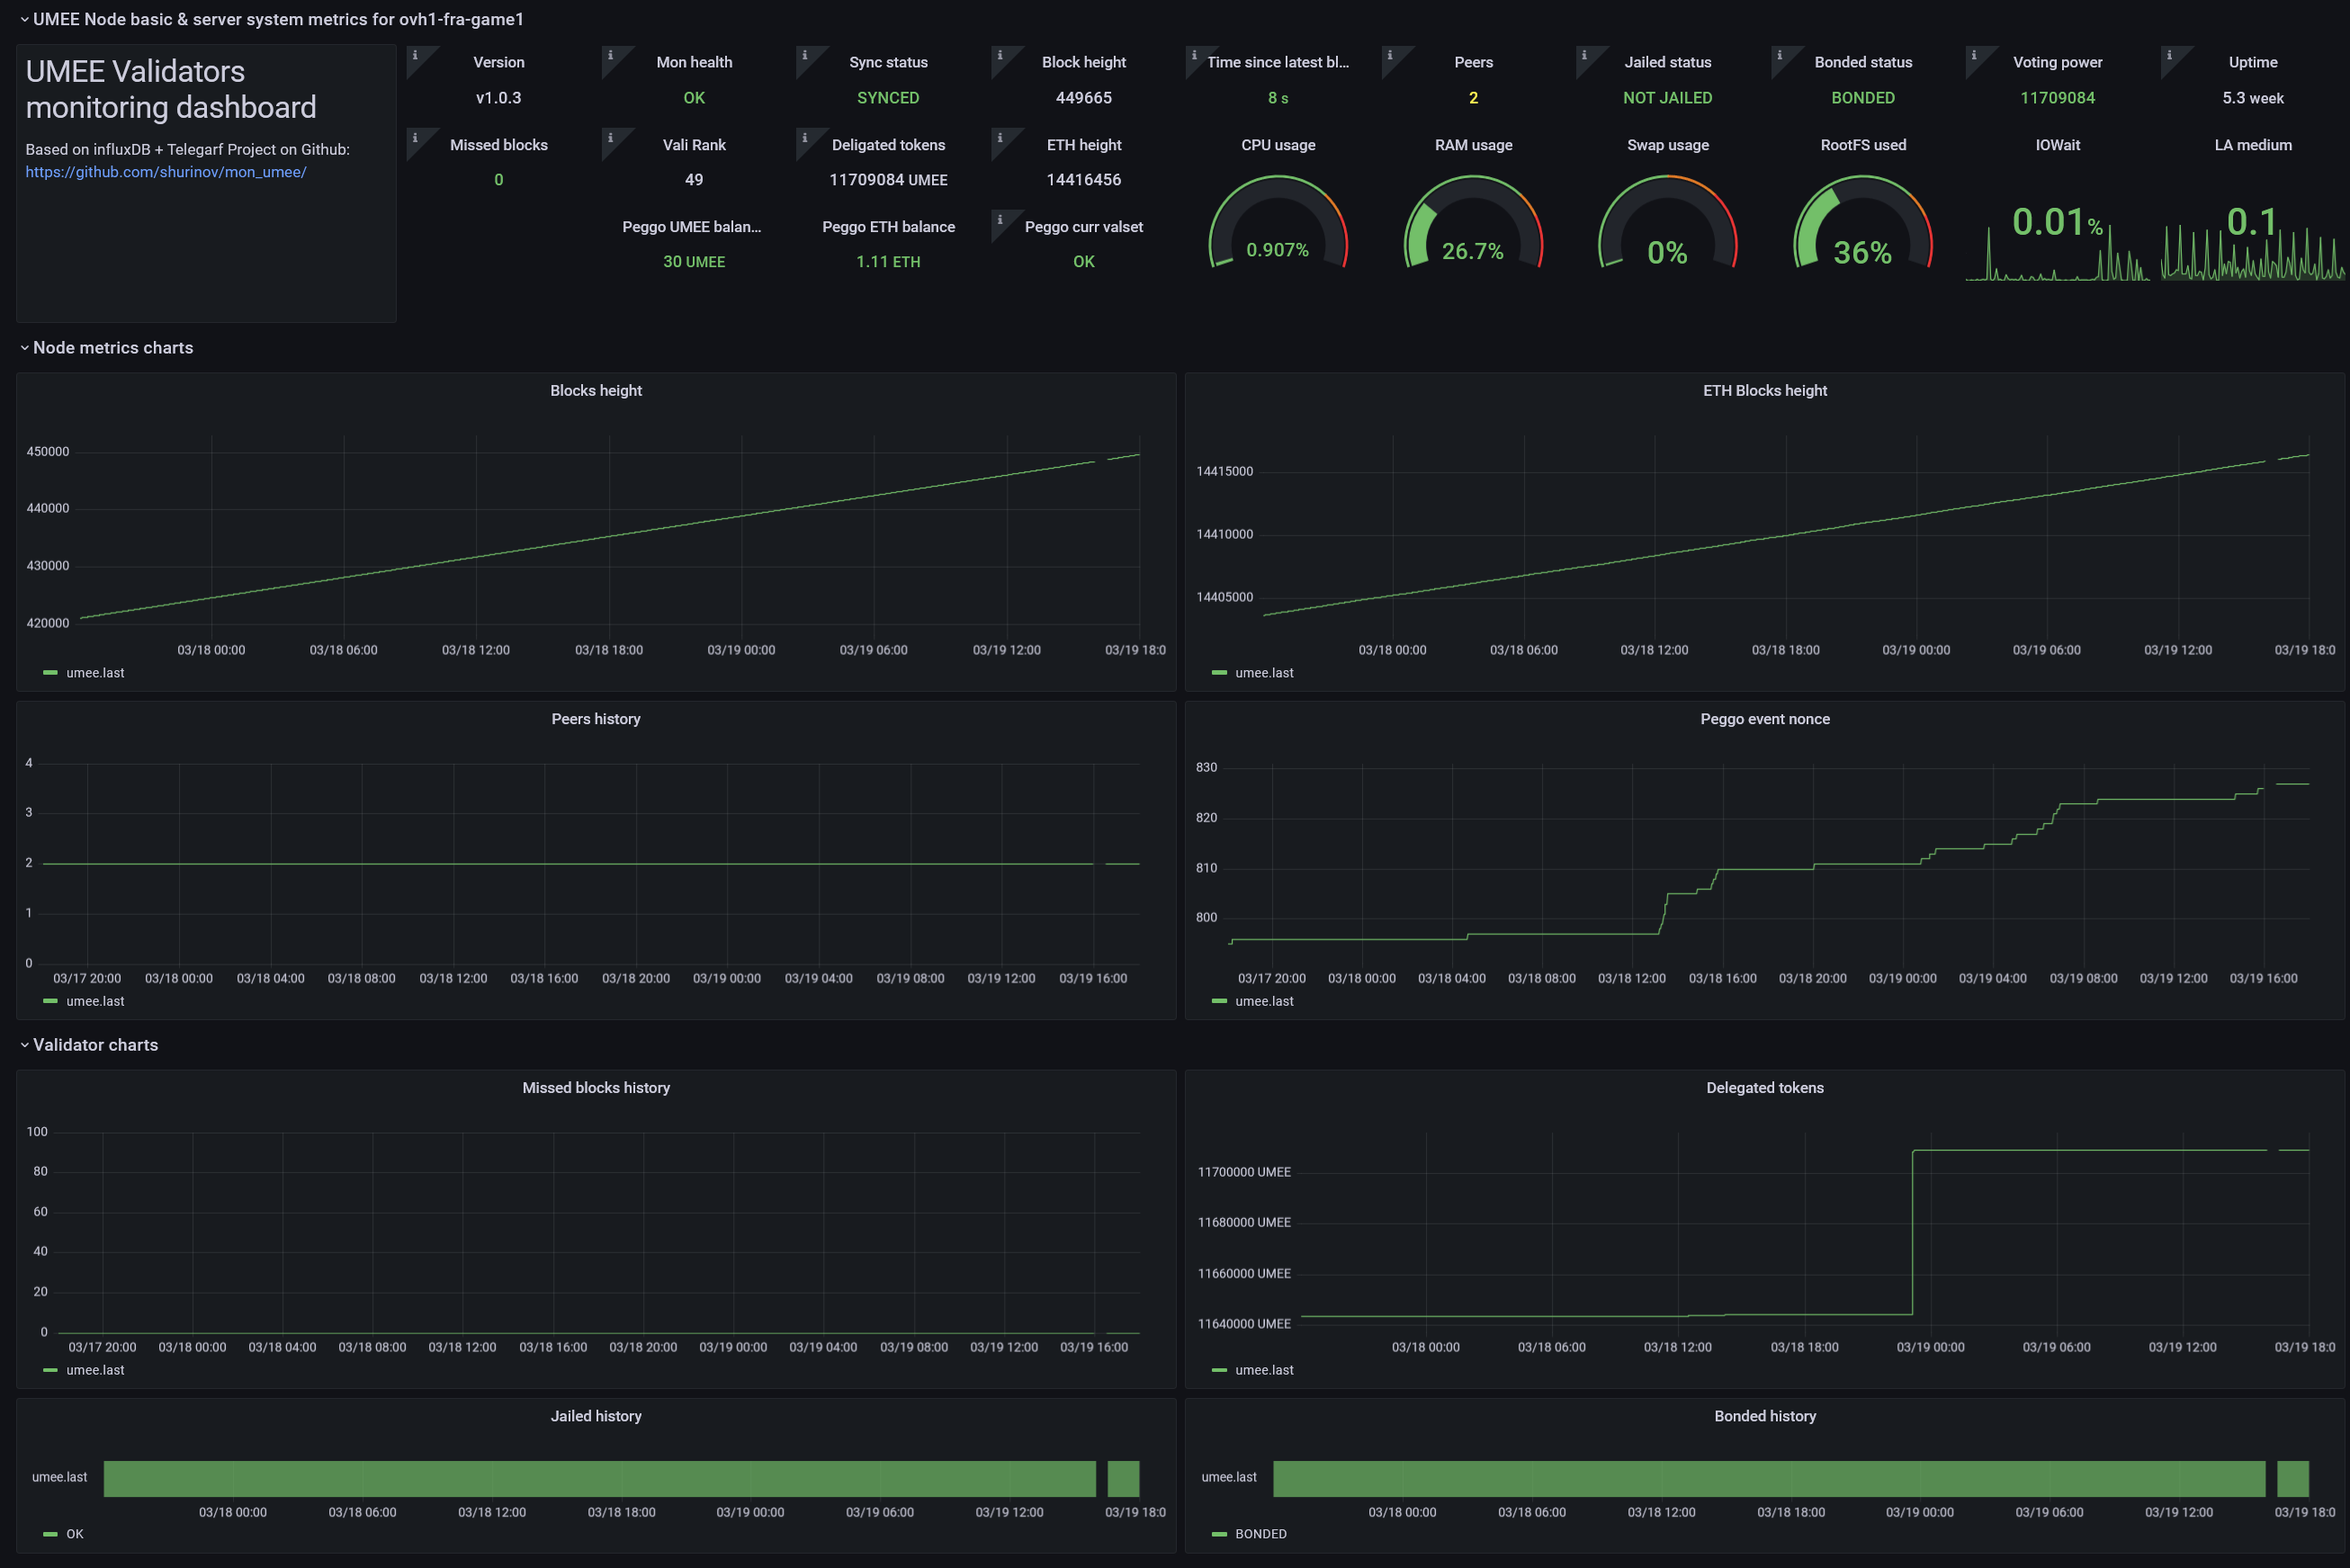 UMEE Node basic & server system metrics for ovh1-fra-game1
UMEE Validators
monitoring dashboard
Based on influxDB + Telegarf Project on Github:
https://github.com/shurinov/mon_umee/
Version
v1.0.3
Mon health
OK
Sync status
SYNCED
Block height
449665
Time since latest bl...
8 s
Peers
2
Jailed status
NOT JAILED
Bonded status
BONDED
Voting power
11709084
Uptime
5.3 week
Missed blocks
0
Vali Rank
49
Deligated tokens
11709084 UMEE
ETH height
14416456
CPU usage
0.907%
RAM usage
26.7%
Swap usage
0%
RootFS used
36%
IOWait
0.01%
LA medium
0.1
Peggo UMEE balan...
30 UMEE
Peggo ETH balance
1.11 ETH
Peggo curr valset
OK
Node metrics charts
Blocks height
450000
440000
430000
420000
03/18 00:00 03/18 06:00 03/18 12:00 03/18 18:00 03/19 00:00 03/19 06:00 03/19 12:00 03/19 18:0
umee.last
ETH Blocks height
14415000
14410000
14405000
03/18 00:00 03/18 06:00 03/18 12:00 03/18 18:00 03/19 00:00 03/19 06:00 03/19 12:00 03/19 18:0
umee.last
Peers history
4
3
2
1
0
03/17 20:00 03/18 00:00 03/18 04:00 03/18 08:00 03/18 12:00 03/18 16:00 03/18 20:00 03/19 00:00 03/19 04:00 03/19 08:00 03/19 12:00 03/19 16:00
umee.last
Peggo event nonce
830
820
810
800
03/17 20:00 03/18 00:00 03/18 04:00 03/18 08:00 03/18 12:00 03/18 16:00 03/18 20:00 03/19 00:00 03/19 04:00 03/19 08:00 03/19 12:00 03/19 16:00
umee.last
Validator charts
Missed blocks history
100
80
60
40
20
0
03/17 20:00 03/18 00:00 03/18 04:00 03/18 08:00 03/18 12:00 03/18 16:00 03/18 20:00 03/19 00:00 03/19 04:00 03/19 08:00 03/19 12:00 03/19 16:00
umee.last
Delegated tokens
11700000 UMEE
11680000 UMEE
11660000 UMEE
11640000 UMEE
03/18 00:00 03/18 06:00 03/18 12:00 03/18 18:00 03/19 00:00 03/19 06:00 03/19 12:00 03/19 18:0
umee.last
Jailed history
umee.last
03/18 00:00 03/18 06:00 03/18 12:00 03/18 18:00 03/19 00:00 03/19 06:00 03/19 12:00 03/19 18:0
OK
Bonded history
umee.last
03/18 00:00 03/18 06:00 03/18 12:00 03/18 18:00 03/19 00:00 03/19 06:00 03/19 12:00 03/19 18:0
BONDED